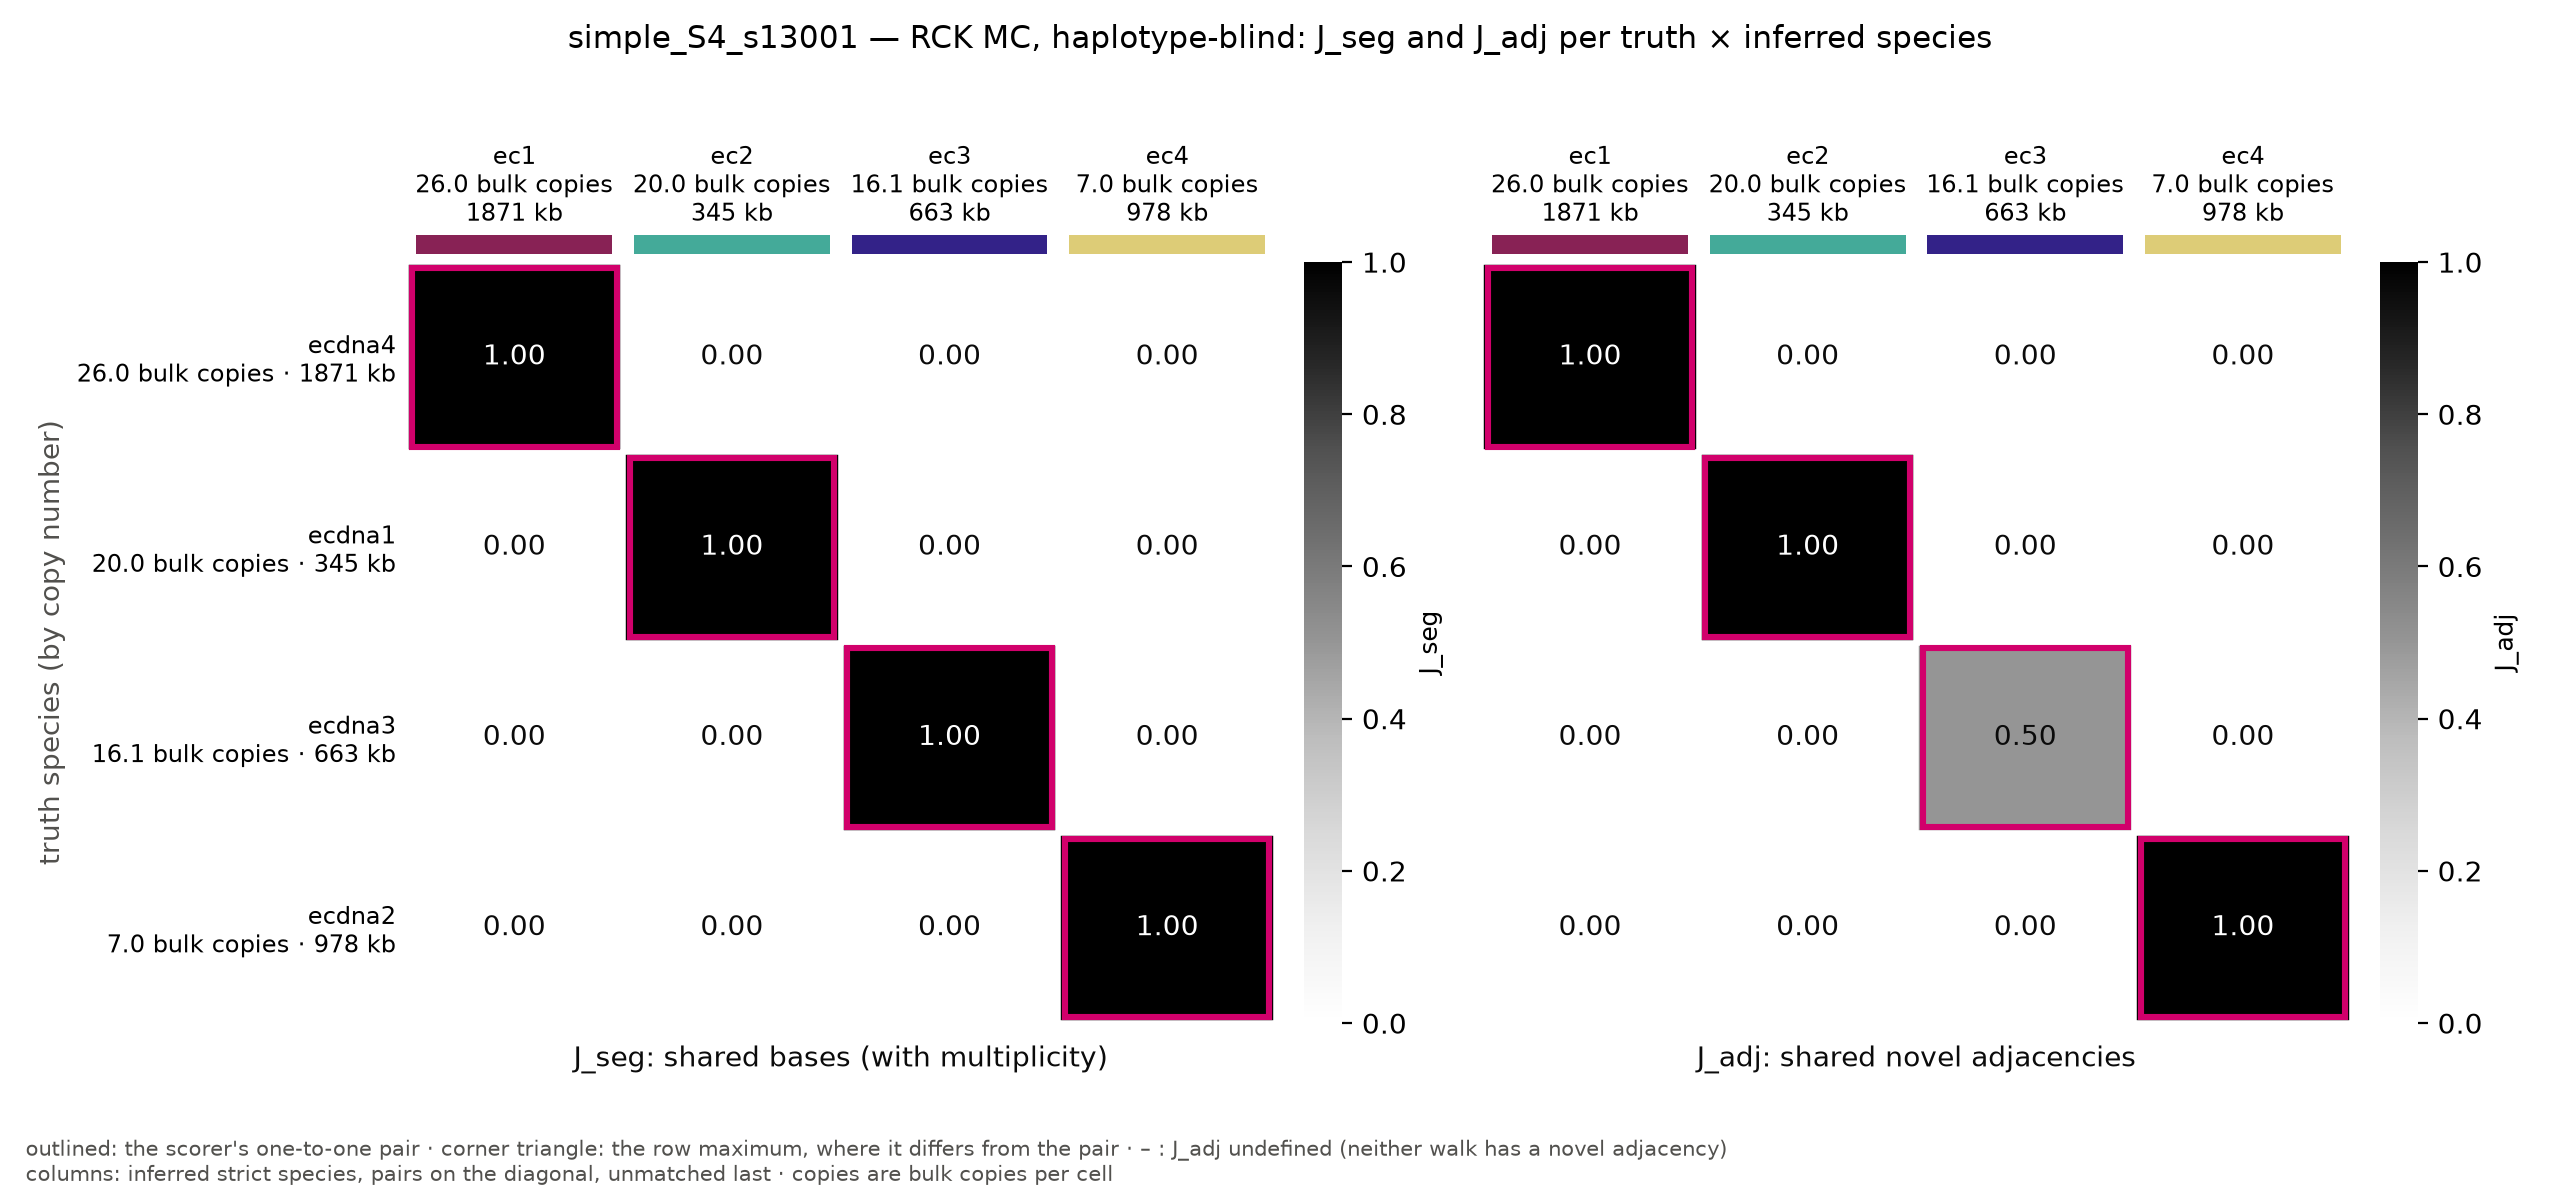 simple_S4_s13001 — RCK MC, haplotype-blind: J_seg and J_adj per truth × inferred species
ec1
26.0 bulk copies
1871 kb
ec2
20.0 bulk copies
345 kb
ec3
16.1 bulk copies
663 kb
ec4
7.0 bulk copies
978 kb
truth species (by copy number)
ecdna4
26.0 bulk copies · 1871 kb
1.00 0.00 0.00 0.00
ecdna1
20.0 bulk copies · 345 kb
0.00 1.00 0.00 0.00
ecdna3
16.1 bulk copies · 663 kb
0.00 0.00 1.00 0.00
ecdna2
7.0 bulk copies · 978 kb
0.00 0.00 0.00 1.00
1.0
0.8
0.6
0.4
0.2
0.0
J_seg
J_seg: shared bases (with multiplicity)
ec1
26.0 bulk copies
1871 kb
ec2
20.0 bulk copies
345 kb
ec3
16.1 bulk copies
663 kb
ec4
7.0 bulk copies
978 kb
1.00 0.00 0.00 0.00
0.00 1.00 0.00 0.00
0.00 0.00 0.50 0.00
0.00 0.00 0.00 1.00
1.0
0.8
0.6
0.4
0.2
0.0
J_adj
J_adj: shared novel adjacencies
outlined: the scorer's one-to-one pair · corner triangle: the row maximum, where it differs from the pair · – : J_adj undefined (neither walk has a novel adjacency)
columns: inferred strict species, pairs on the diagonal, unmatched last · copies are bulk copies per cell